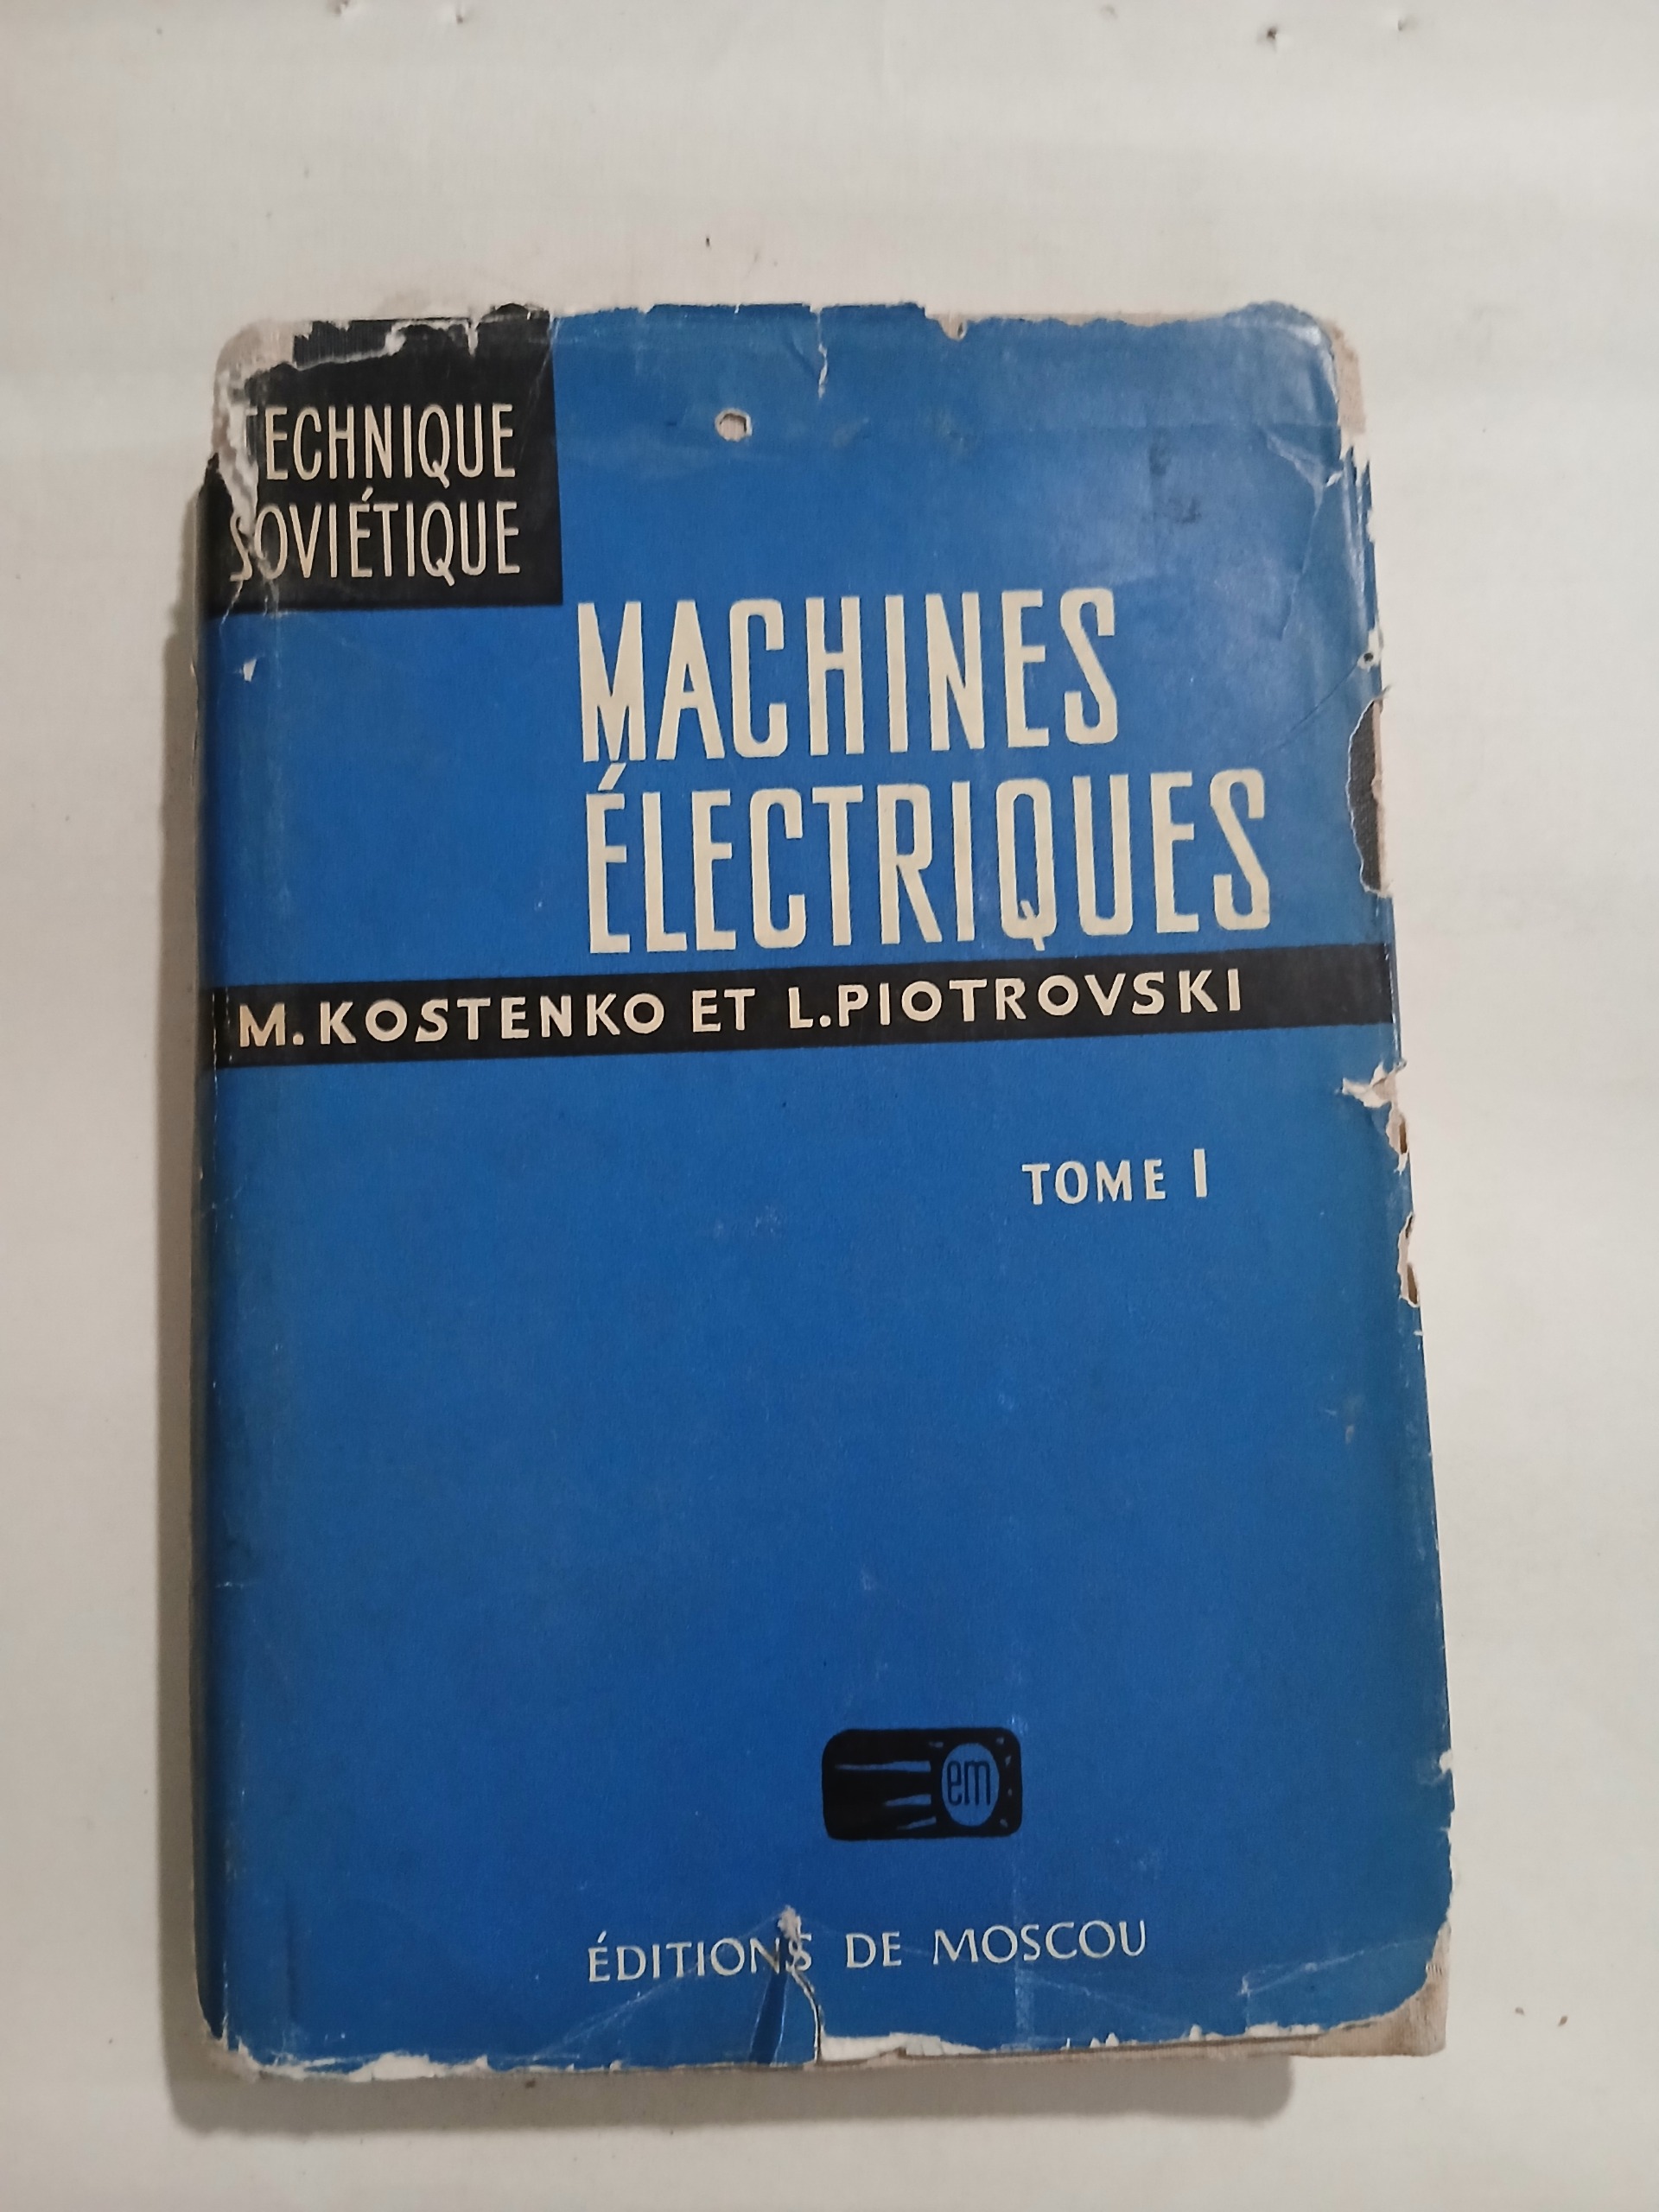 TECHNIQUE
SOVIÉTIQUE
MACHINES
ÉLECTRIQUES
M. KOSTENKO ET L. PIOTROVSKI
TOME I
em
ÉDITIONS DE MOSCOU